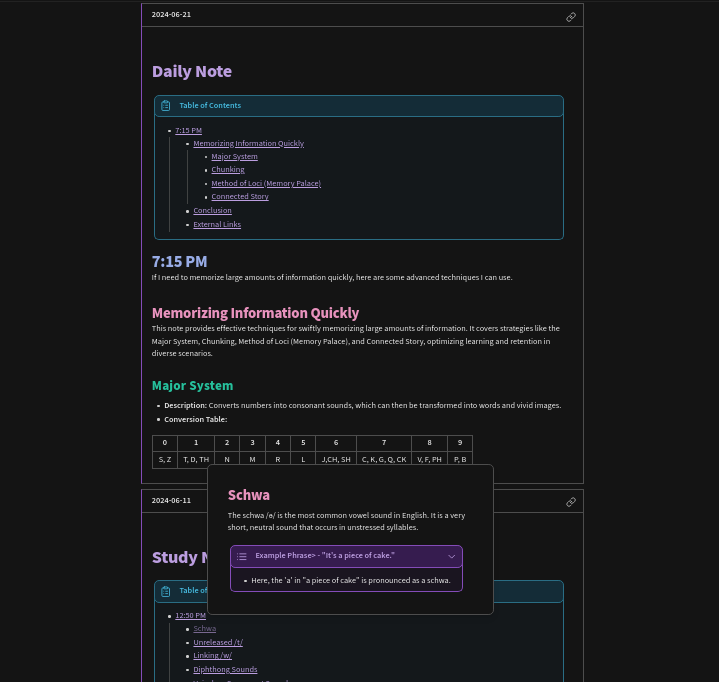 2024-06-21
Daily Note
Table of Contents
7:15 PM
Memorizing Information Quickly
Major System
Chunking
Method of Loci (Memory Palace)
Connected Story
Conclusion
External Links
7:15 PM
If I need to memorize large amounts of information quickly, here are some advanced techniques I can use.
Memorizing Information Quickly
This note provides effective techniques for swiftly memorizing large amounts of information. It covers strategies like the
Major System, Chunking, Method of Loci (Memory Palace), and Connected Story, optimizing learning and retention in
diverse scenarios.
Major System
Description: Converts numbers into consonant sounds, which can then be transformed into words and vivid images.
Conversion Table:
0 1 2 3 4 5 6 7 8 9
S, Z T, D, TH N M R L J,CH, SH C, K, G, Q, CK V, F, PH P, B
2024-06-11
Schwa
The schwa /ə/ is the most common vowel sound in English. It is a very
short, neutral sound that occurs in unstressed syllables.
Example Phrase> - "It's a piece of cake."
Here, the 'a' in "a piece of cake" is pronounced as a schwa.
Study
Table of
12:50 PM
Schwa
Unreleased /t/
Linking /w/
Diphthong Sounds